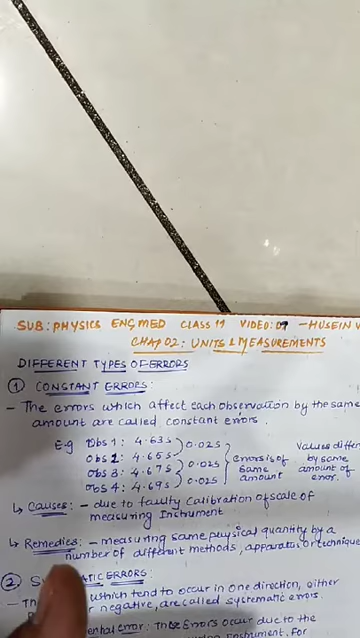 SUB: PHYSICS ENG MED CLASS 11 VIDEO: 07 - HUSEIN
CHAP 02: UNITS & MEASUREMENTS
DIFFERENT TYPES OF ERRORS
① CONSTANT ERRORS:
- The errors which affect each observation by the same
amount are called constant errors.
E.g Obs 1: 4.63s 0.02s Values differ
Obs 2: 4.65s errors is of by same
Obs 3: 4.67s 0.02s same amount of
Obs 4: 4.69s 0.02s amount error.
↳ Causes: - due to faulty Calibration of scale of
measuring Instrument
↳ Remedies: - measuring same physical quantity by a
number of different methods, apparatus or technique
② ERRORS:
which tend to occur in one direction, either
negative, are called systematic errors.
error: These Errors occur due to the
For